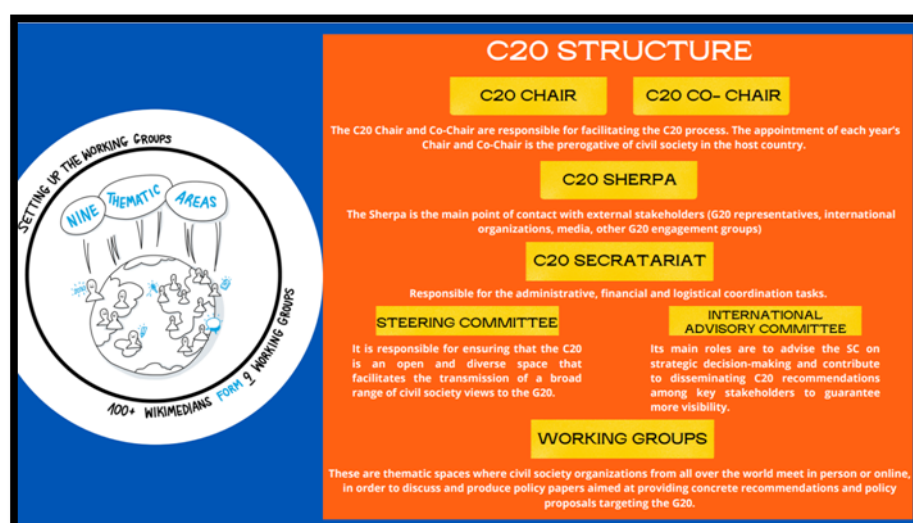 SETTING UP THE WORKING GROUPS
NINE
THEMATIC
AREAS
100+ WIKIMEDIANS FORM 9 WORKING GROUPS
C20 STRUCTURE
C20 CHAIR
C20 CO- CHAIR
The C20 Chair and Co-Chair are responsible for facilitating the C20 process. The appointment of each year's
Chair and Co-Chair is the prerogative of civil society in the host country.
C20 SHERPA
The Sherpa is the main point of contact with external stakeholders (G20 representatives, international
organizations, media, other G20 engagement groups)
C20 SECRATARIAT
Responsible for the administrative, financial and logistical coordination tasks.
STEERING COMMITTEE
It is responsible for ensuring that the C20
is an open and diverse space that
facilitates the transmission of a broad
range of civil society views to the G20.
INTERNATIONAL
ADVISORY COMMITTEE
Its main roles are to advise the SC on
strategic decision-making and contribute
to disseminating C20 recommendations
among key stakeholders to guarantee
more visibility.
WORKING GROUPS
These are thematic spaces where civil society organizations from all over the world meet in person or online,
in order to discuss and produce policy papers aimed at providing concrete recommendations and policy
proposals targeting the G20.